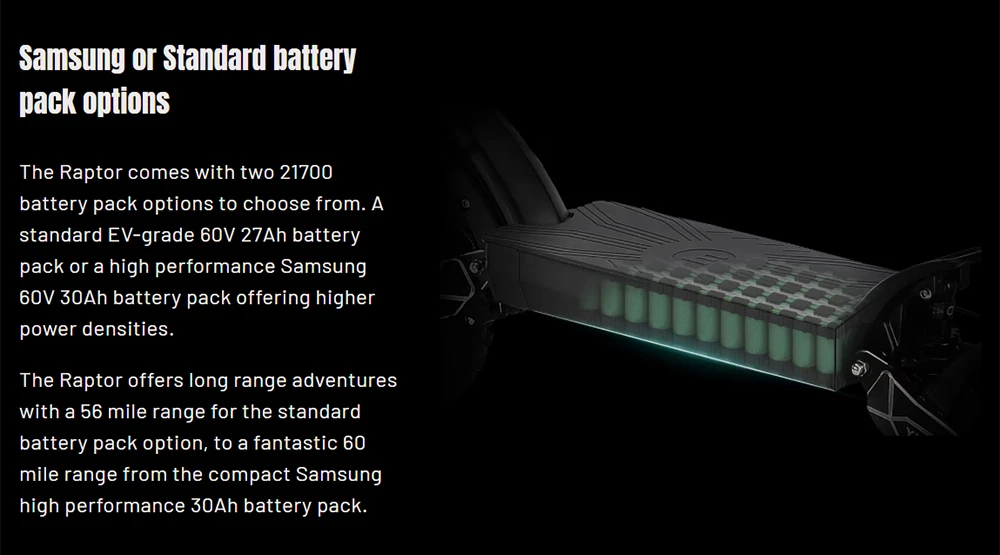 Samsung or Standard battery
pack options
The Raptor comes with two 21700
battery pack options to choose from. A
standard EV-grade 60V 27Ah battery
pack or a high performance Samsung
60V 30Ah battery pack offering higher
power densities.
The Raptor offers long range adventures
with a 56 mile range for the standard
battery pack option, to a fantastic 60
mile range from the compact Samsung
high performance 30Ah battery pack.